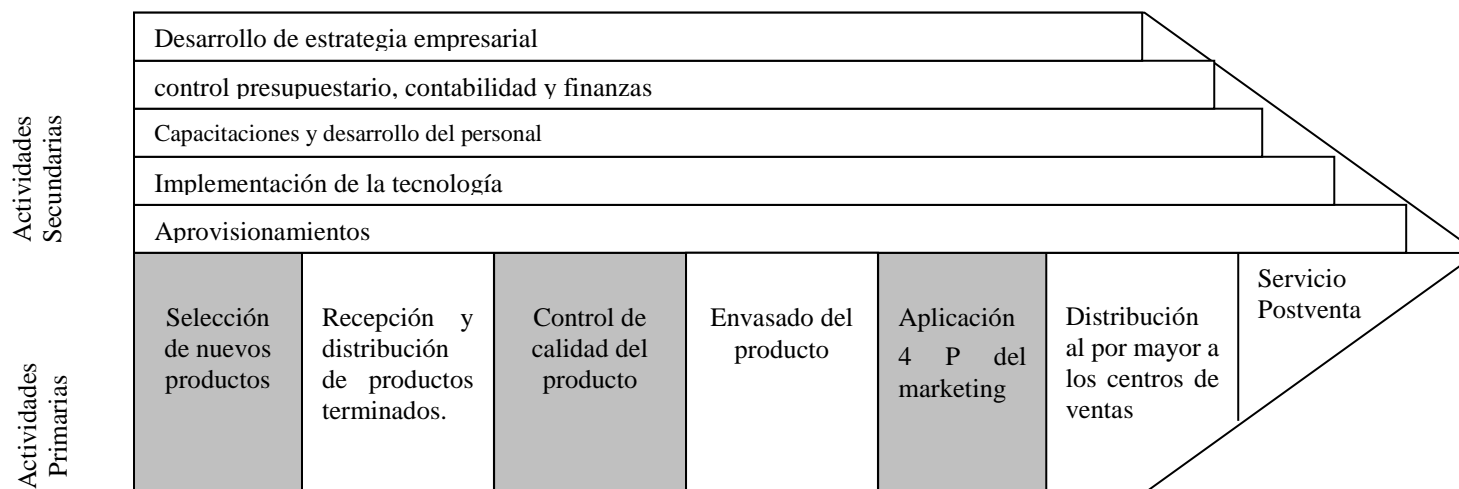 Actividades
Secundarias
Desarrollo de estrategia empresarial
control presupuestario, contabilidad y finanzas
Capacitaciones y desarrollo del personal
Implementación de la tecnología
Aprovisionamientos
Actividades
Primarias
Selección
de nuevos
productos
Recepción y
distribución
de productos
terminados.
Control de
calidad del
producto
Envasado del
producto
Aplicación
4 P del
marketing
Distribución
al por mayor a
los centros de
ventas
Servicio
Postventa